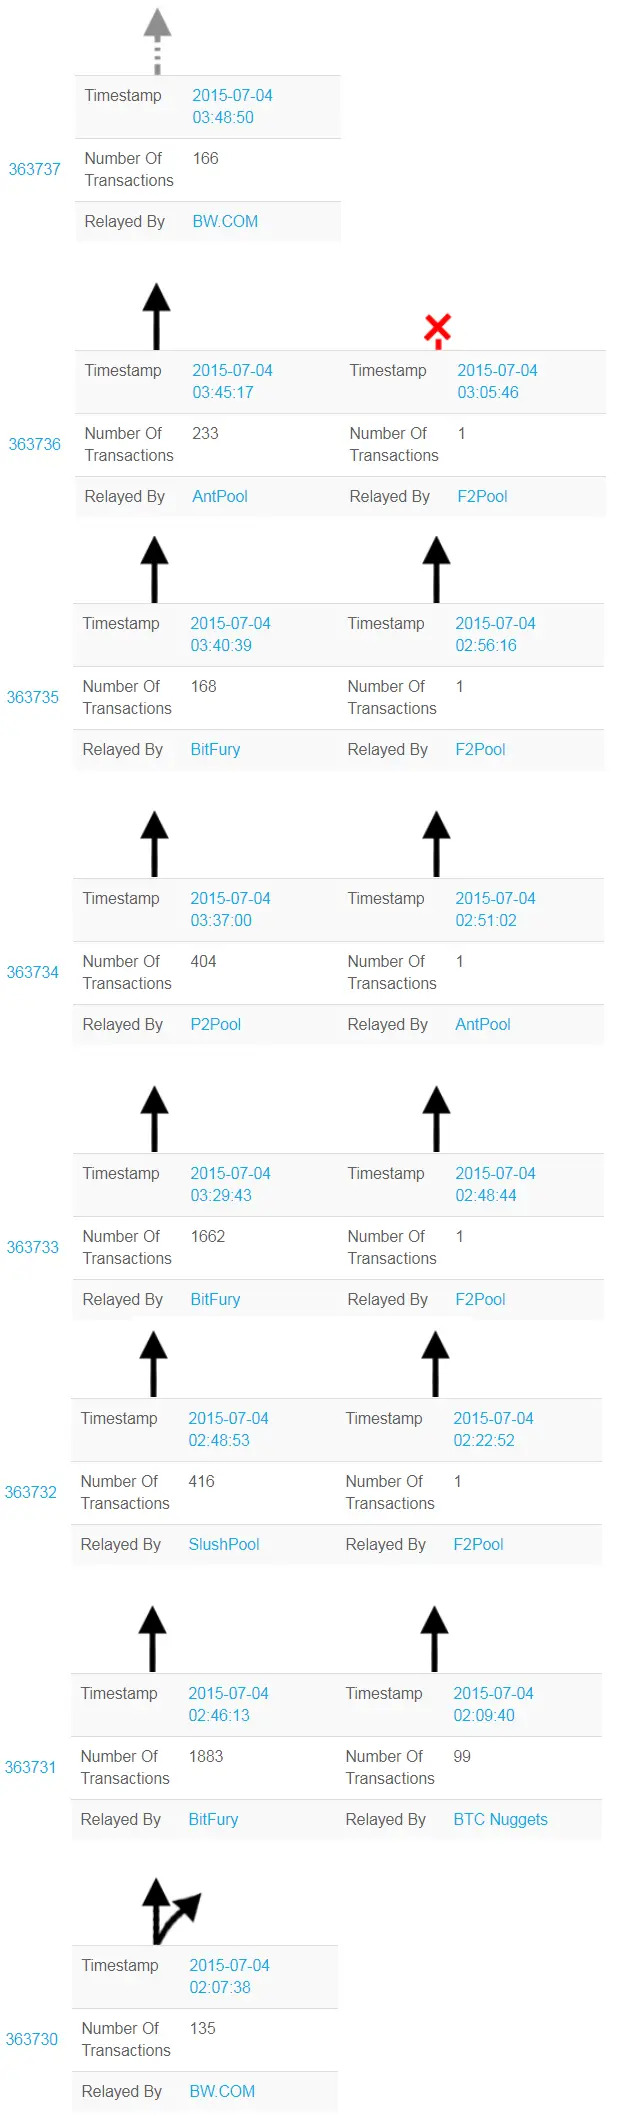 Timestamp 2015-07-04
03:48:50
363737 Number Of 166
Transactions
Relayed By BW.COM
Timestamp 2015-07-04 Timestamp 2015-07-04
03:45:17 03:05:46
363736 Number Of 233 Number Of 1
Transactions Transactions
Relayed By AntPool Relayed By F2Pool
Timestamp 2015-07-04 Timestamp 2015-07-04
03:40:39 02:56:16
363735 Number Of 168 Number Of 1
Transactions Transactions
Relayed By BitFury Relayed By F2Pool
Timestamp 2015-07-04 Timestamp 2015-07-04
03:37:00 02:51:02
363734 Number Of 404 Number Of 1
Transactions Transactions
Relayed By P2Pool Relayed By AntPool
Timestamp 2015-07-04 Timestamp 2015-07-04
03:29:43 02:48:44
363733 Number Of 1662 Number Of 1
Transactions Transactions
Relayed By BitFury Relayed By F2Pool
Timestamp 2015-07-04 Timestamp 2015-07-04
02:48:53 02:22:52
363732 Number Of 416 Number Of 1
Transactions Transactions
Relayed By SlushPool Relayed By F2Pool
Timestamp 2015-07-04 Timestamp 2015-07-04
02:46:13 02:09:40
363731 Number Of 1883 Number Of 99
Transactions Transactions
Relayed By BitFury Relayed By BTC Nuggets
Timestamp 2015-07-04
02:07:38
363730 Number Of 135
Transactions
Relayed By BW.COM